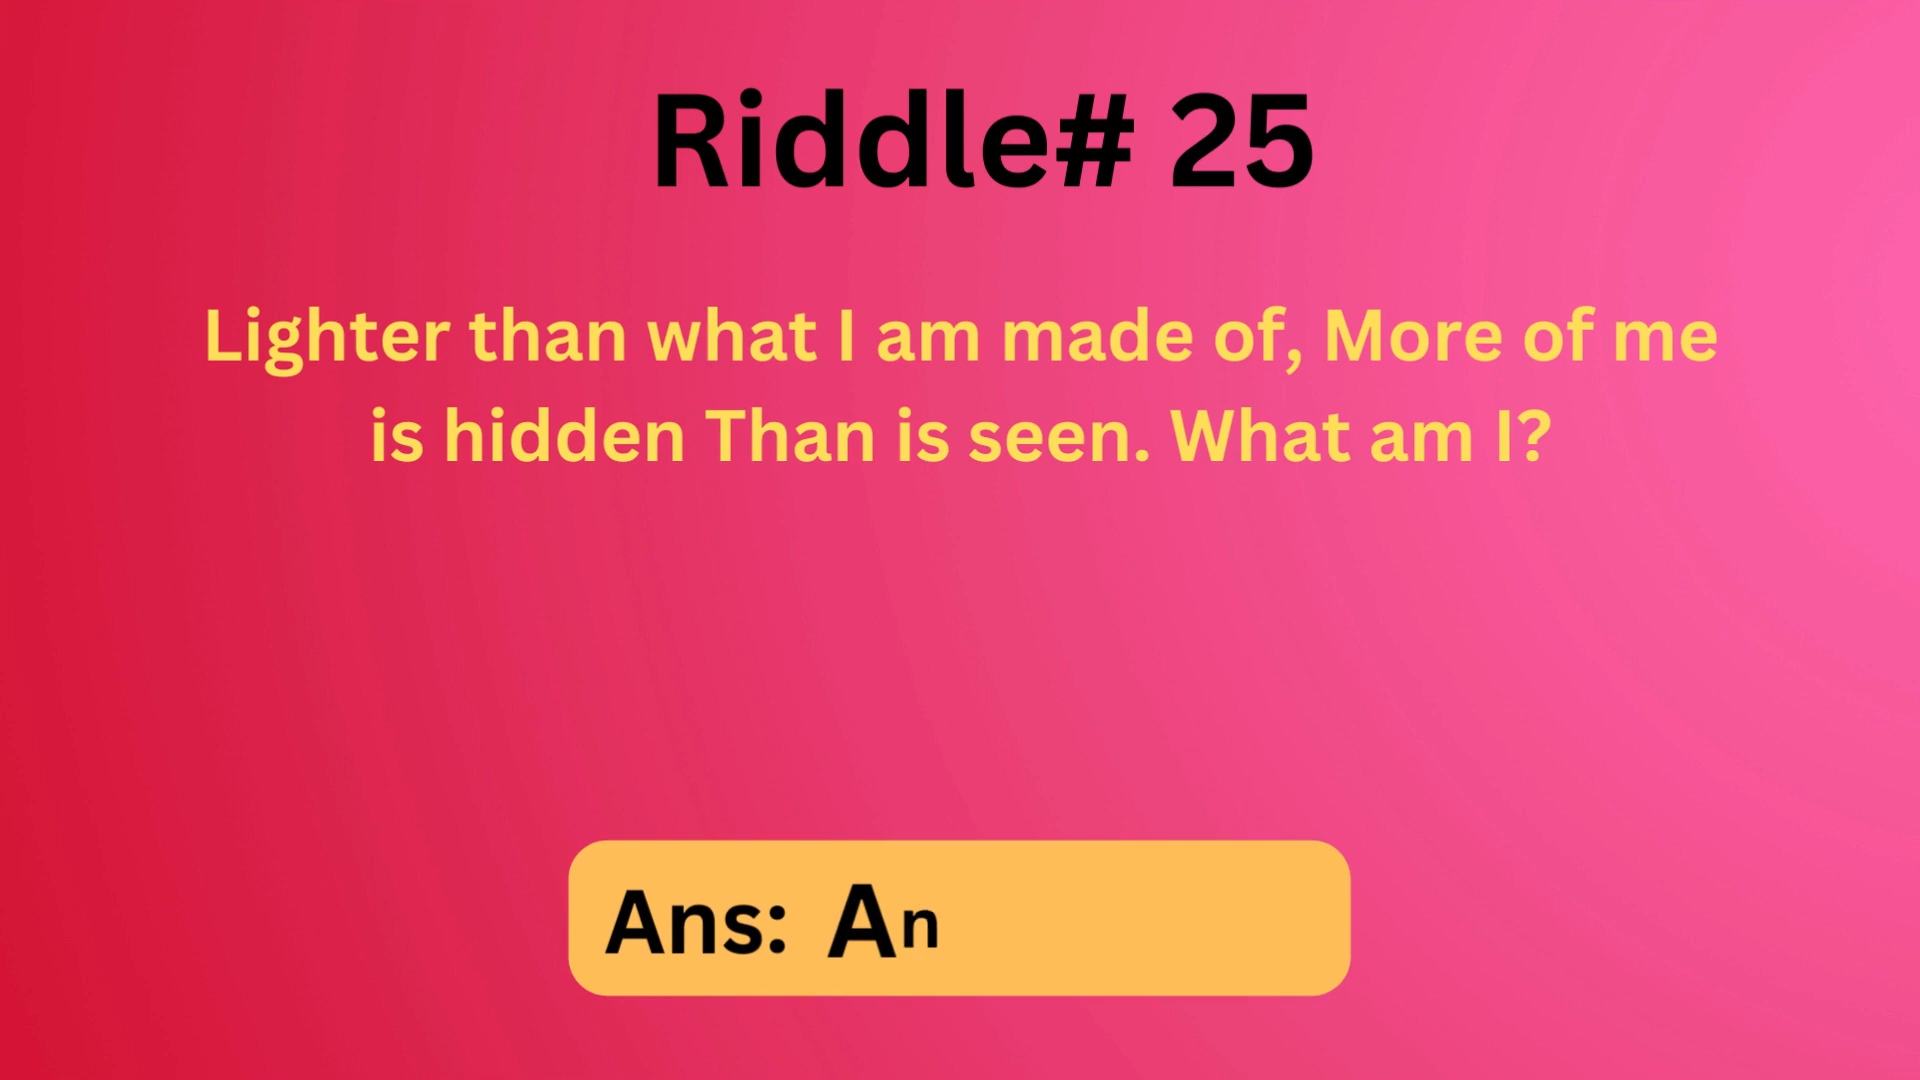 Riddle# 25
Lighter than what I am made of, More of me
is hidden Than is seen. What am I?
Ans: An